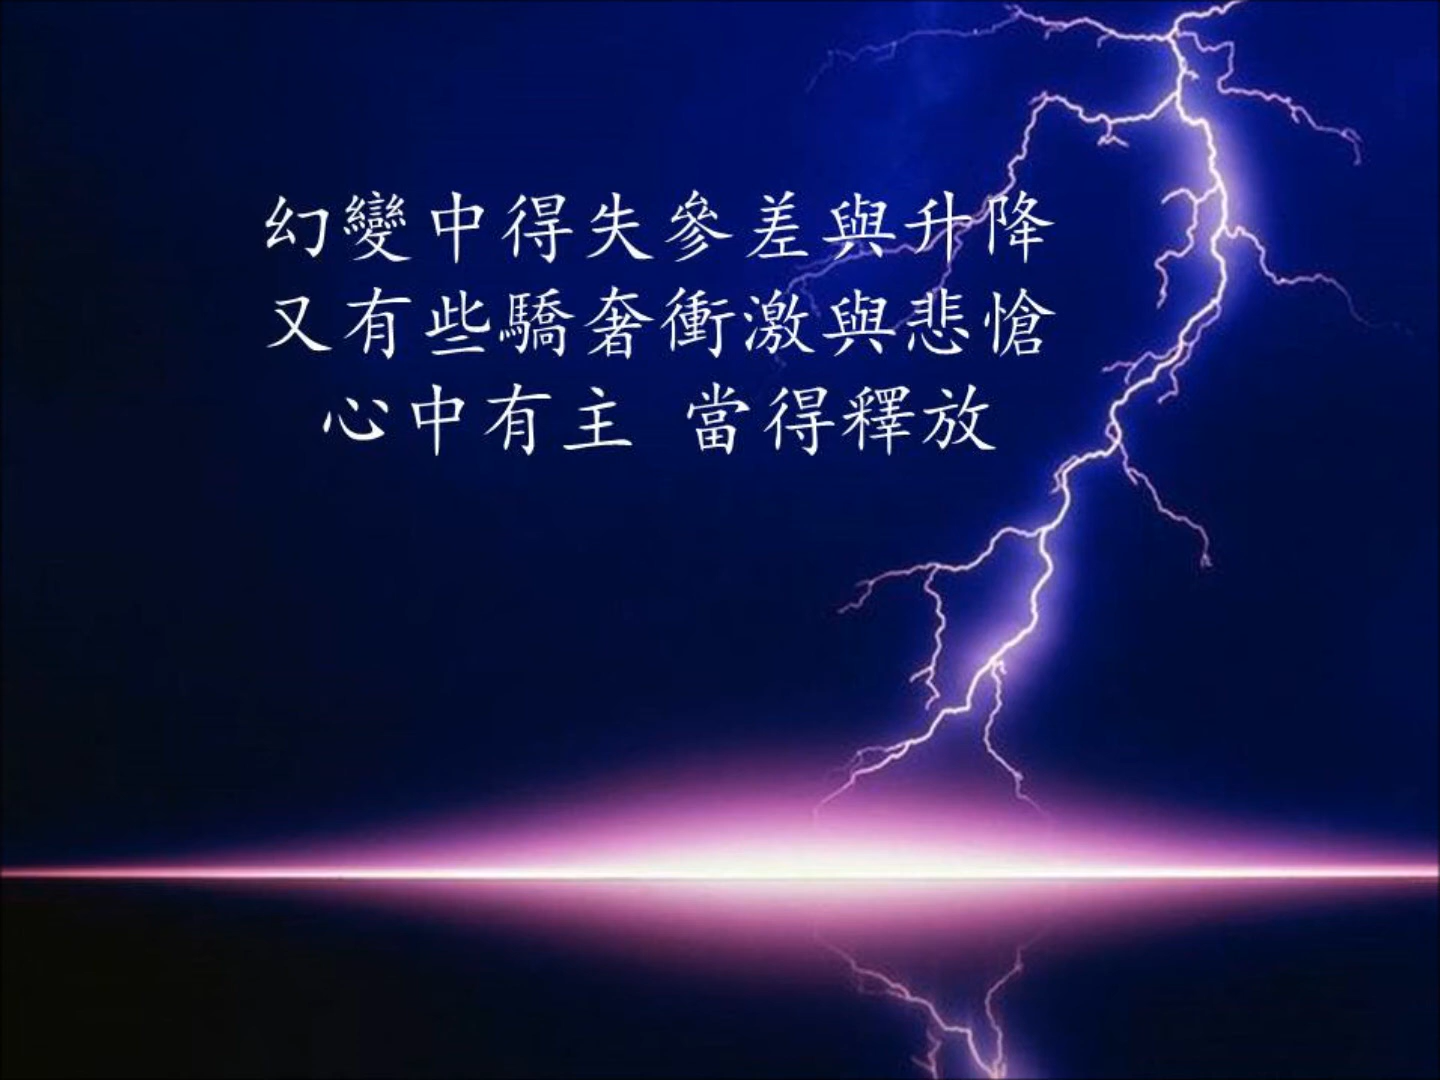 幻變中得失參差與升降
又有些驕奢衝激與悲愴
心中有主 當得釋放